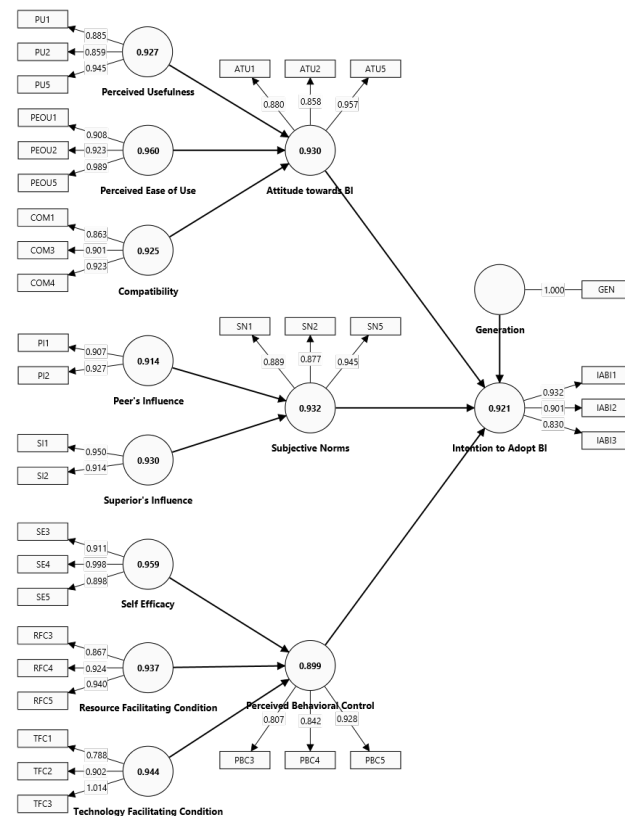 PU1
0.885
PU2
0.859
PU5
0.945
0.927
Perceived Usefulness
PEOU1
0.908
PEOU2
0.923
PEOU5
0.989
0.960
Perceived Ease of Use
COM1
0.863
COM3
0.901
COM4
0.923
0.925
Compatibility
ATU1
ATU2
ATU5
0.880
0.858
0.957
0.930
Attitude towards BI
PI1
0.907
PI2
0.927
0.914
Peer's Influence
SI1
0.950
SI2
0.914
0.930
Superior's Influence
SN1
SN2
SN5
0.889
0.877
0.945
0.932
Subjective Norms
1.000
GEN
Generation
IABI1
0.932
IABI2
0.901
IABI3
0.830
0.921
Intention to Adopt BI
SE3
0.911
SE4
0.998
SE5
0.898
0.959
Self Efficacy
RFC3
0.867
RFC4
0.924
RFC5
0.940
0.937
Resource Facilitating Condition
TFC1
0.788
TFC2
0.902
TFC3
1.014
0.944
Technology Facilitating Condition
0.899
Perceived Behavioral Control
0.807
0.842
0.928
PBC3
PBC4
PBC5